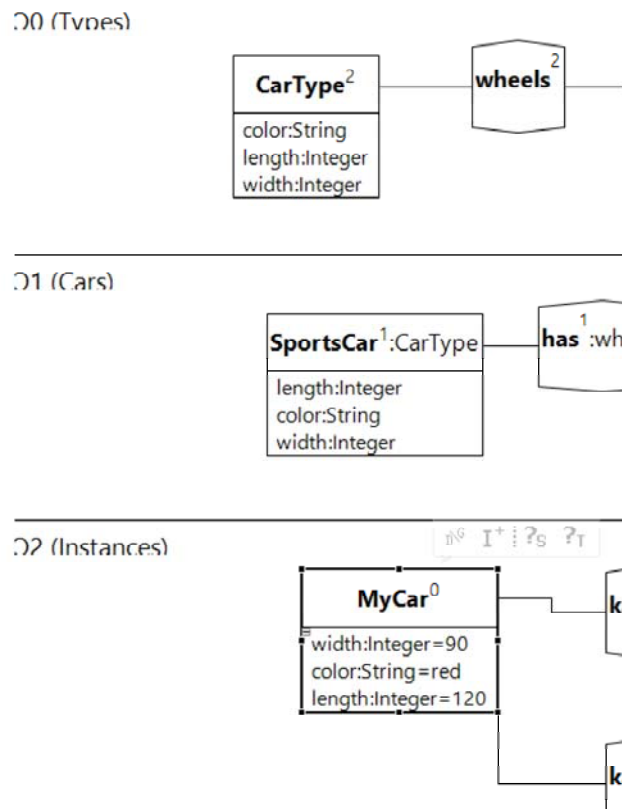 O0 (Types)
CarType2
wheels2
color:String
length:Integer
width:Integer
O1 (Cars)
SportsCar1:CarType
has1:wh
length:Integer
color:String
width:Integer
O2 (Instances)
I+ ?S ?T
MyCar0
k
width:Integer=90
color:String=red
length:Integer=120
k